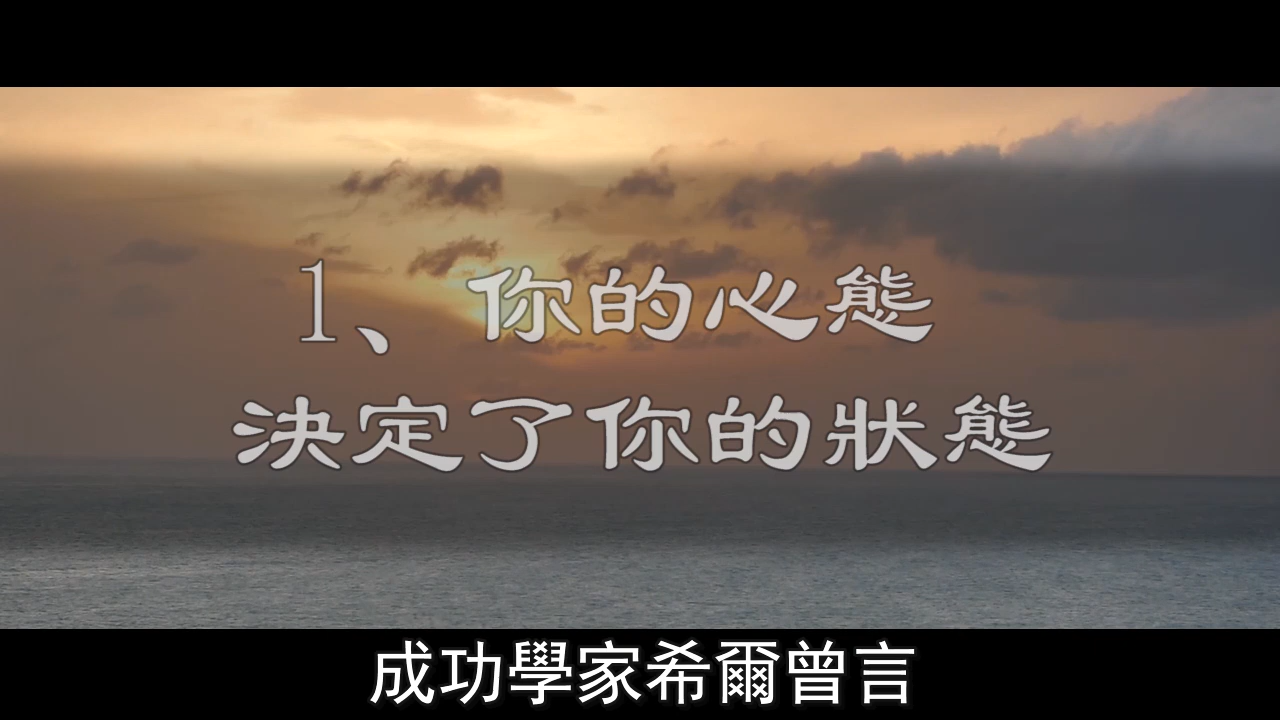 1、你的心態
決定了你的狀態
成功學家希爾曾言